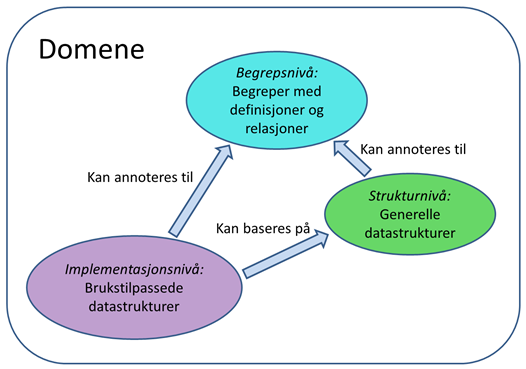 Domene
Begrepsnivå:
Begreper med
definisjoner og
relasjoner
Kan annoteres til
Kan annoteres til
Strukturnivå:
Generelle
datastrukturer
Kan baseres på
Implementasjonsnivå:
Brukstilpassede
datastrukturer